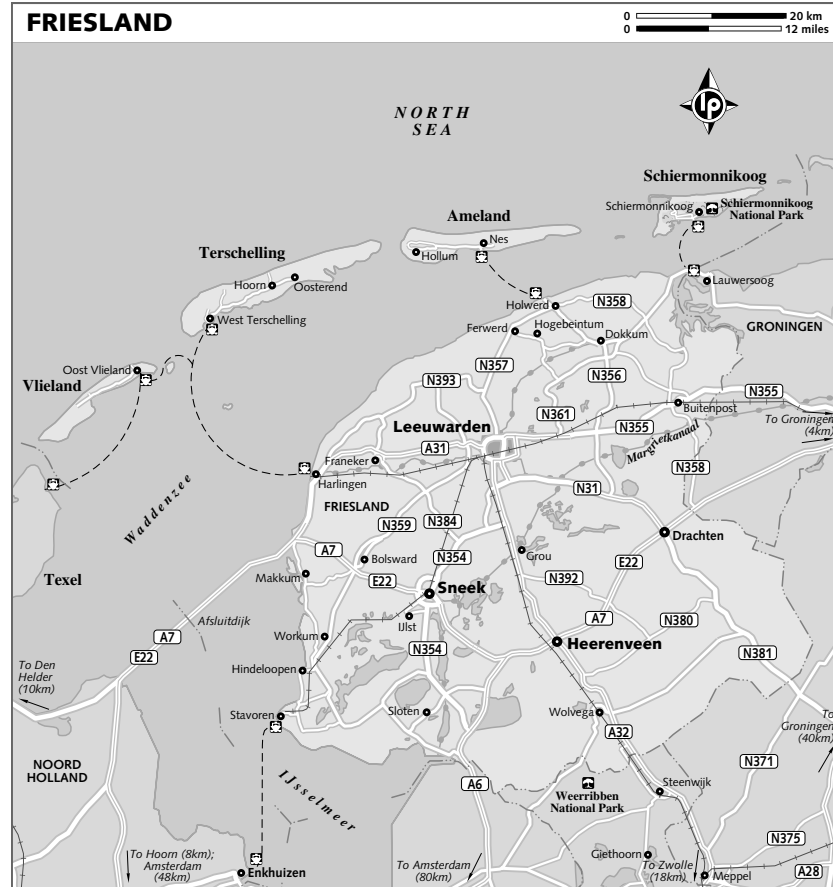 FRIESLAND
0 20 km
0 12 miles
NORTH
SEA
lp
Schiermonnikoog
Schiermonnikoog
Schiermonnikoog
National Park
Ameland
Nes
Hollum
Terschelling
Hoorn
Oosterend
West Terschelling
Lauwersoog
Holwerd
N358
GRONINGEN
Ferwerd
Hogebeintum
Dokkum
Oost Vlieland
Vlieland
N357
N356
N393
N355
Buitenpost
N361
To Groningen
(4km)
Leeuwarden
N355
Margrietkanaal
A31
Franeker
N358
Harlingen
N31
Waddenzee
FRIESLAND
N359
N384
Drachten
A7
Bolsward
N354
Grou
E22
Texel
Makkum
E22
Sneek
N392
Afsluitdijk
IJlst
A7
N380
A7
Workum
Heerenveen
E22
N354
N381
To Den
Helder
(10km)
Hindeloopen
Stavoren
Sloten
Wolvega
To
Groningen
(40km)
A32
NOORD
HOLLAND
N371
IJsselmeer
A6
Steenwijk
Weerribben
National Park
N375
To Hoorn (8km);
Amsterdam
(48km)
Enkhuizen
To Amsterdam
(80km)
Giethoorn
To Zwolle
(18km)
Meppel
A28